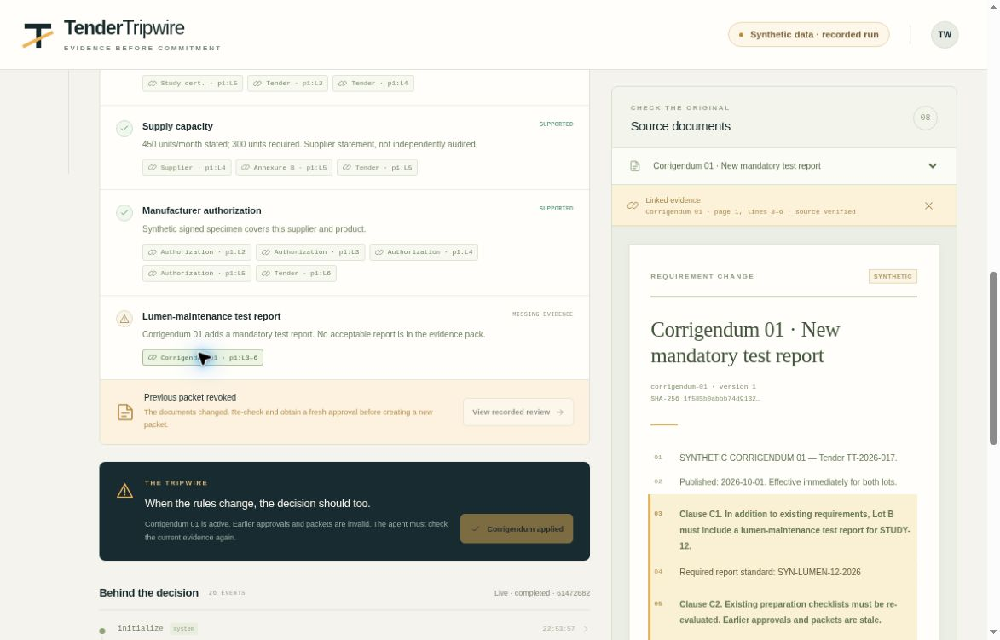 TenderTripwire
EVIDENCE BEFORE COMMITMENT
Synthetic data · recorded run
TW
Study cert. · p1:L5
Tender · p1:L2
Tender · p1:L4
Supply capacity
SUPPORTED
450 units/month stated; 300 units required. Supplier statement, not independently audited.
Supplier · p1:L4
Annexure B · p1:L5
Tender · p1:L5
Manufacturer authorization
SUPPORTED
Synthetic signed specimen covers this supplier and product.
Authorization · p1:L2
Authorization · p1:L3
Authorization · p1:L4
Authorization · p1:L5
Tender · p1:L6
Lumen-maintenance test report
MISSING EVIDENCE
Corrigendum 01 adds a mandatory test report. No acceptable report is in the evidence pack.
· p1:L3–6
Previous packet revoked
The documents changed. Re-check and obtain a fresh approval before creating a new
packet.
View recorded review
THE TRIPWIRE
When the rules change, the decision should too.
Corrigendum 01 is active. Earlier approvals and packets are invalid. The agent must check
the current evidence again.
Corrigendum applied
Behind the decision
26 EVENTS
Live · completed · 61472682
initialize
system
22:53:57
CHECK THE ORIGINAL
Source documents
08
Corrigendum 01 · New mandatory test report
Linked evidence
Corrigendum 01 · page 1, lines 3–6 · source verified
REQUIREMENT CHANGE
SYNTHETIC
Corrigendum 01 · New
mandatory test report
corrigendum-01 · version 1
SHA-256 1f585b0abbb74d9132…
01 SYNTHETIC CORRIGENDUM 01 — Tender TT-2026-017.
02 Published: 2026-10-01. Effective immediately for both lots.
03 Clause C1. In addition to existing requirements, Lot B
must include a lumen-maintenance test report for STUDY-
12.
04 Required report standard: SYN-LUMEN-12-2026
05 Clause C2. Existing preparation checklists must be re-
evaluated. Earlier approvals and packets are stale.